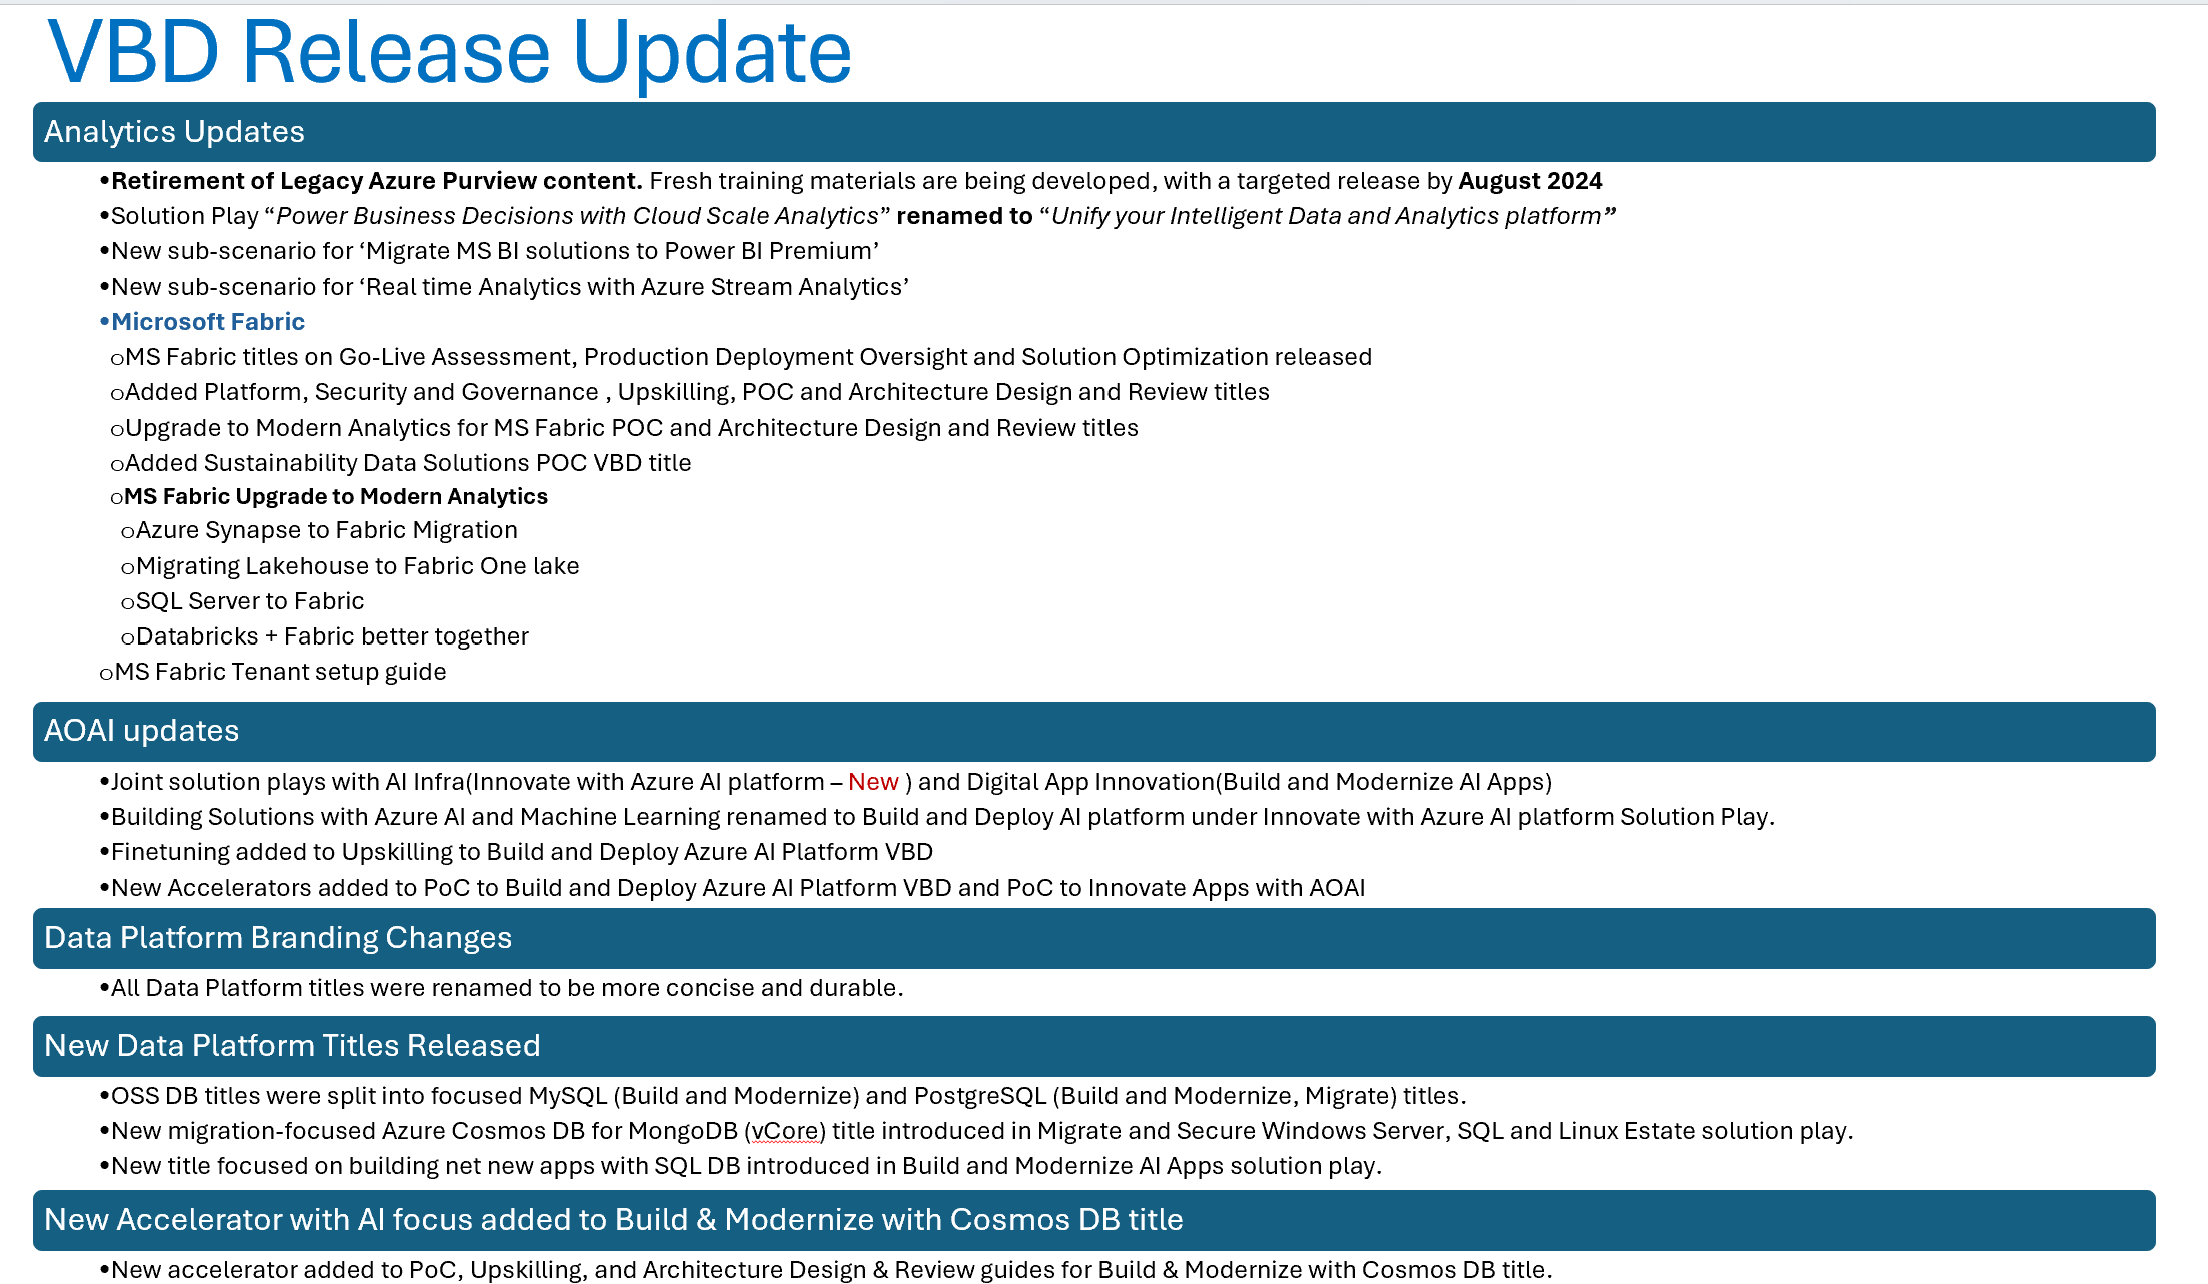 VBD Release Update
Analytics Updates
•Retirement of Legacy Azure Purview content. Fresh training materials are being developed, with a targeted release by August 2024
•Solution Play “Power Business Decisions with Cloud Scale Analytics” renamed to “Unify your Intelligent Data and Analytics platform”
•New sub-scenario for ‘Migrate MS BI solutions to Power BI Premium’
•New sub-scenario for ‘Real time Analytics with Azure Stream Analytics’
•Microsoft Fabric
oMS Fabric titles on Go-Live Assessment, Production Deployment Oversight and Solution Optimization released
oAdded Platform, Security and Governance , Upskilling, POC and Architecture Design and Review titles
oUpgrade to Modern Analytics for MS Fabric POC and Architecture Design and Review titles
oAdded Sustainability Data Solutions POC VBD title
oMS Fabric Upgrade to Modern Analytics
oAzure Synapse to Fabric Migration
oMigrating Lakehouse to Fabric One lake
oSQL Server to Fabric
oDatabricks + Fabric better together
oMS Fabric Tenant setup guide
AOAI updates
•Joint solution plays with AI Infra(Innovate with Azure AI platform – New ) and Digital App Innovation(Build and Modernize AI Apps)
•Building Solutions with Azure AI and Machine Learning renamed to Build and Deploy AI platform under Innovate with Azure AI platform Solution Play.
•Finetuning added to Upskilling to Build and Deploy Azure AI Platform VBD
•New Accelerators added to PoC to Build and Deploy Azure AI Platform VBD and PoC to Innovate Apps with AOAI
Data Platform Branding Changes
•All Data Platform titles were renamed to be more concise and durable.
New Data Platform Titles Released
•OSS DB titles were split into focused MySQL (Build and Modernize) and PostgreSQL (Build and Modernize, Migrate) titles.
•New migration-focused Azure Cosmos DB for MongoDB (vCore) title introduced in Migrate and Secure Windows Server, SQL and Linux Estate solution play.
•New title focused on building net new apps with SQL DB introduced in Build and Modernize AI Apps solution play.
New Accelerator with AI focus added to Build & Modernize with Cosmos DB title
•New accelerator added to PoC, Upskilling, and Architecture Design & Review guides for Build & Modernize with Cosmos DB title.